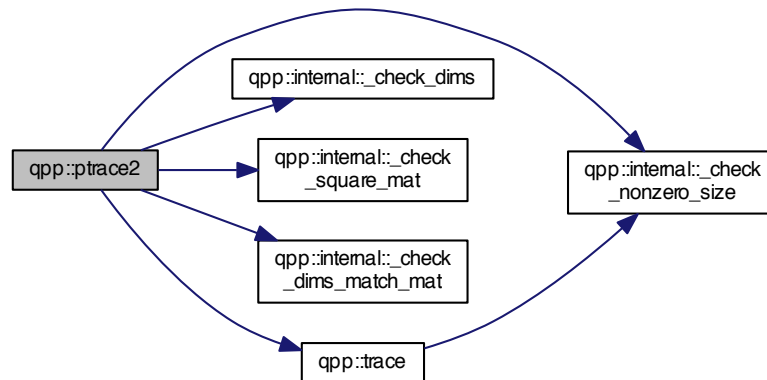 qpp::internal::_check_dims
qpp::ptrace2
qpp::internal::_check
_square_mat
qpp::internal::_check
_nonzero_size
qpp::internal::_check
_dims_match_mat
qpp::trace